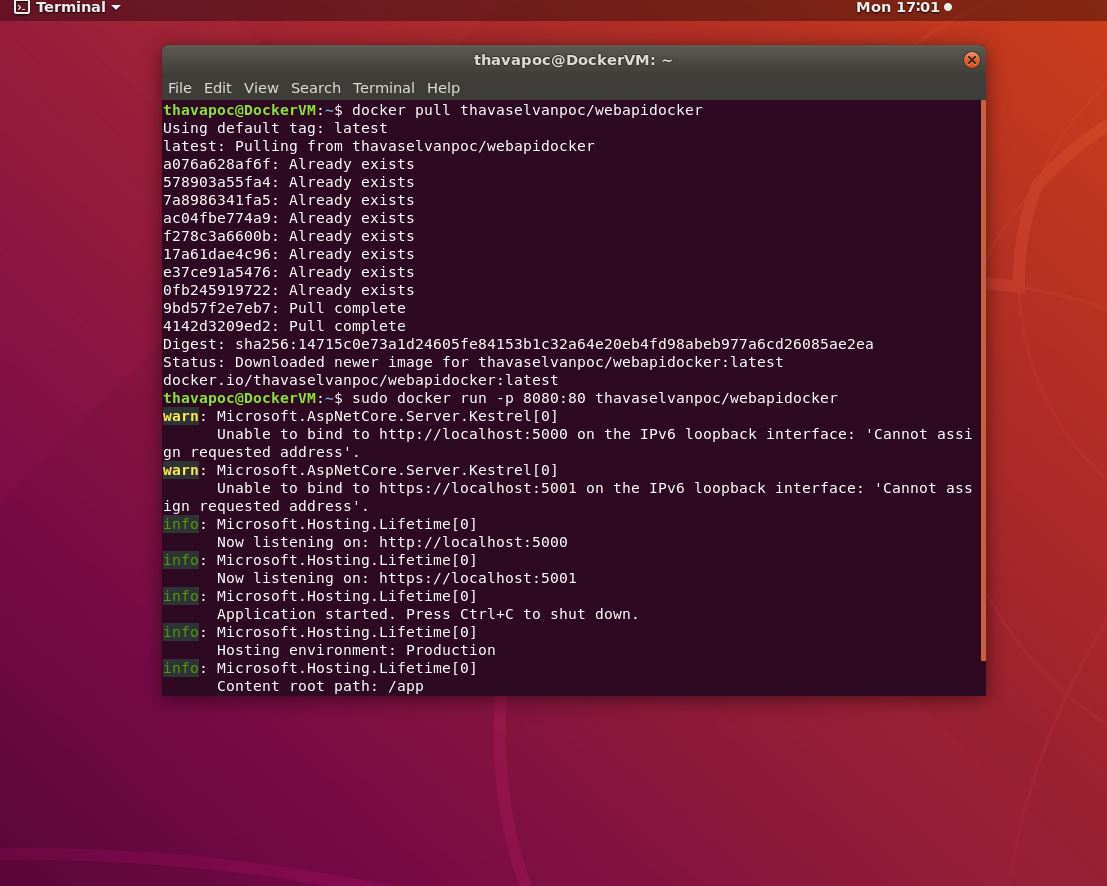 Terminal
Mon 17:01
thavapoc@DockerVM: ~
File Edit View Search Terminal Help
thavapoc@DockerVM:~$ docker pull thavaselvanpoc/webapidocker
Using default tag: latest
latest: Pulling from thavaselvanpoc/webapidocker
a076a628af6f: Already exists
578903a55fa4: Already exists
7a8986341fa5: Already exists
ac04fbe774a9: Already exists
f278c3a6600b: Already exists
17a61dae4c96: Already exists
e37ce91a5476: Already exists
0fb245919722: Already exists
9bd57f2e7eb7: Pull complete
4142d3209ed2: Pull complete
Digest: sha256:14715c0e73a1d24605fe84153b1c32a64e20eb4fd98abeb977a6cd26085ae2ea
Status: Downloaded newer image for thavaselvanpoc/webapidocker:latest
docker.io/thavaselvanpoc/webapidocker:latest
thavapoc@DockerVM:~$ sudo docker run -p 8080:80 thavaselvanpoc/webapidocker
warn: Microsoft.AspNetCore.Server.Kestrel[0]
      Unable to bind to http://localhost:5000 on the IPv6 loopback interface: 'Cannot assi
gn requested address'.
warn: Microsoft.AspNetCore.Server.Kestrel[0]
      Unable to bind to https://localhost:5001 on the IPv6 loopback interface: 'Cannot ass
ign requested address'.
info: Microsoft.Hosting.Lifetime[0]
      Now listening on: http://localhost:5000
info: Microsoft.Hosting.Lifetime[0]
      Now listening on: https://localhost:5001
info: Microsoft.Hosting.Lifetime[0]
      Application started. Press Ctrl+C to shut down.
info: Microsoft.Hosting.Lifetime[0]
      Hosting environment: Production
info: Microsoft.Hosting.Lifetime[0]
      Content root path: /app